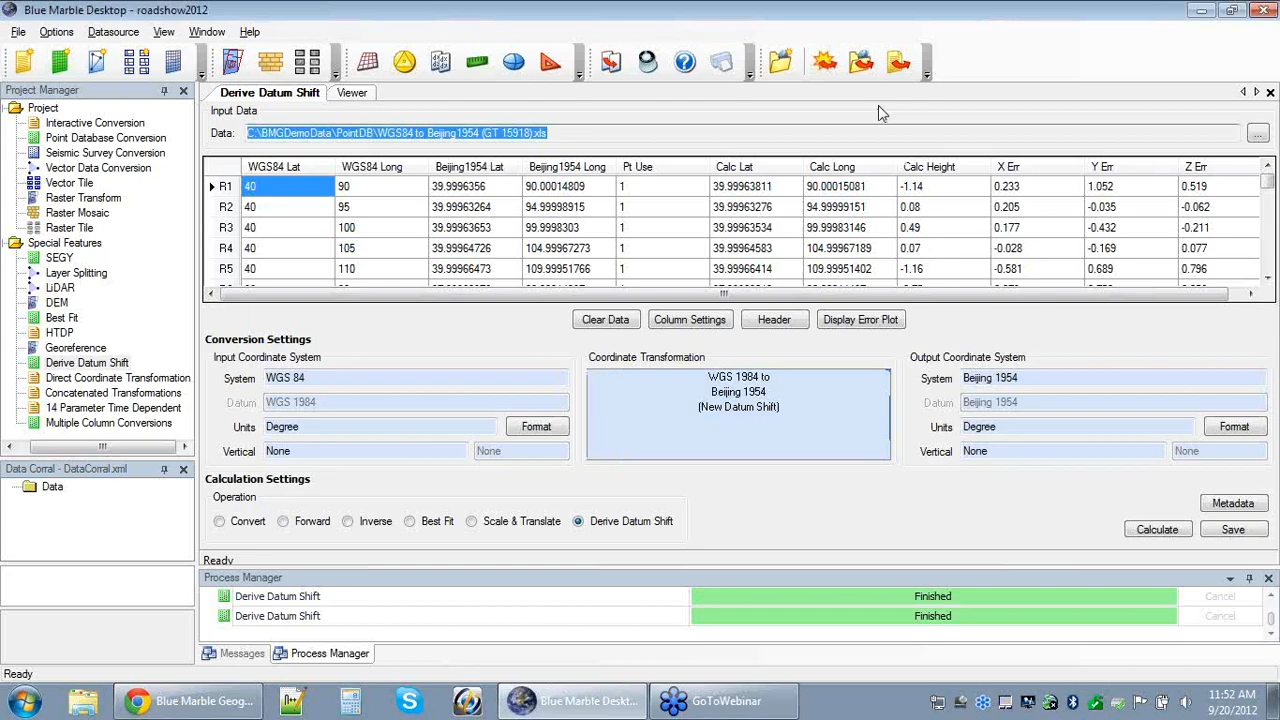 Blue Marble Desktop - roadshow2012
File Options Datasource View Window Help
Project Manager
Project
Interactive Conversion
Point Database Conversion
Seismic Survey Conversion
Vector Data Conversion
Vector Tile
Raster Transform
Raster Mosaic
Raster Tile
Special Features
SEGY
Layer Splitting
LiDAR
DEM
Best Fit
HTDP
Georeference
Derive Datum Shift
Direct Coordinate Transformation
Concatenated Transformations
14 Parameter Time Dependent
Multiple Column Conversions
Data Corral - DataCorral.xml
Data
Derive Datum Shift Viewer
Input Data
Data: C:\BMGDemoData\PointDB\WGS84 to Beijing1954 (GT 15918).xls ...
WGS84 Lat WGS84 Long Beijing1954 Lat Beijing1954 Long Pt Use Calc Lat Calc Long Calc Height X Err Y Err Z Err
R1 40 90 39.9996356 90.00014809 1 39.99963811 90.00015081 -1.14 0.233 1.052 0.519
R2 40 95 39.99963264 94.99998915 1 39.99963276 94.99999151 0.08 0.205 -0.035 -0.062
R3 40 100 39.99963653 99.9998303 1 39.99963534 99.99983146 0.49 0.177 -0.432 -0.211
R4 40 105 39.99964726 104.99967273 1 39.99964583 104.99967189 0.07 -0.028 -0.169 0.077
R5 40 110 39.99966473 109.99951766 1 39.99966414 109.99951402 -1.16 -0.581 0.689 0.796
Clear Data Column Settings Header Display Error Plot
Conversion Settings
Input Coordinate System
System WGS 84
Datum WGS 1984
Units Degree Format
Vertical None None
Coordinate Transformation
WGS 1984 to
Beijing 1954
(New Datum Shift)
Output Coordinate System
System Beijing 1954
Datum Beijing 1954
Units Degree Format
Vertical None None
Calculation Settings
Operation
Convert Forward Inverse Best Fit Scale & Translate Derive Datum Shift
Metadata
Calculate Save
Ready
Process Manager
Derive Datum Shift Finished Cancel
Derive Datum Shift Finished Cancel
Messages Process Manager
Ready
Blue Marble Geog...
Blue Marble Deskt...
GoToWebinar
11:52 AM
9/20/2012